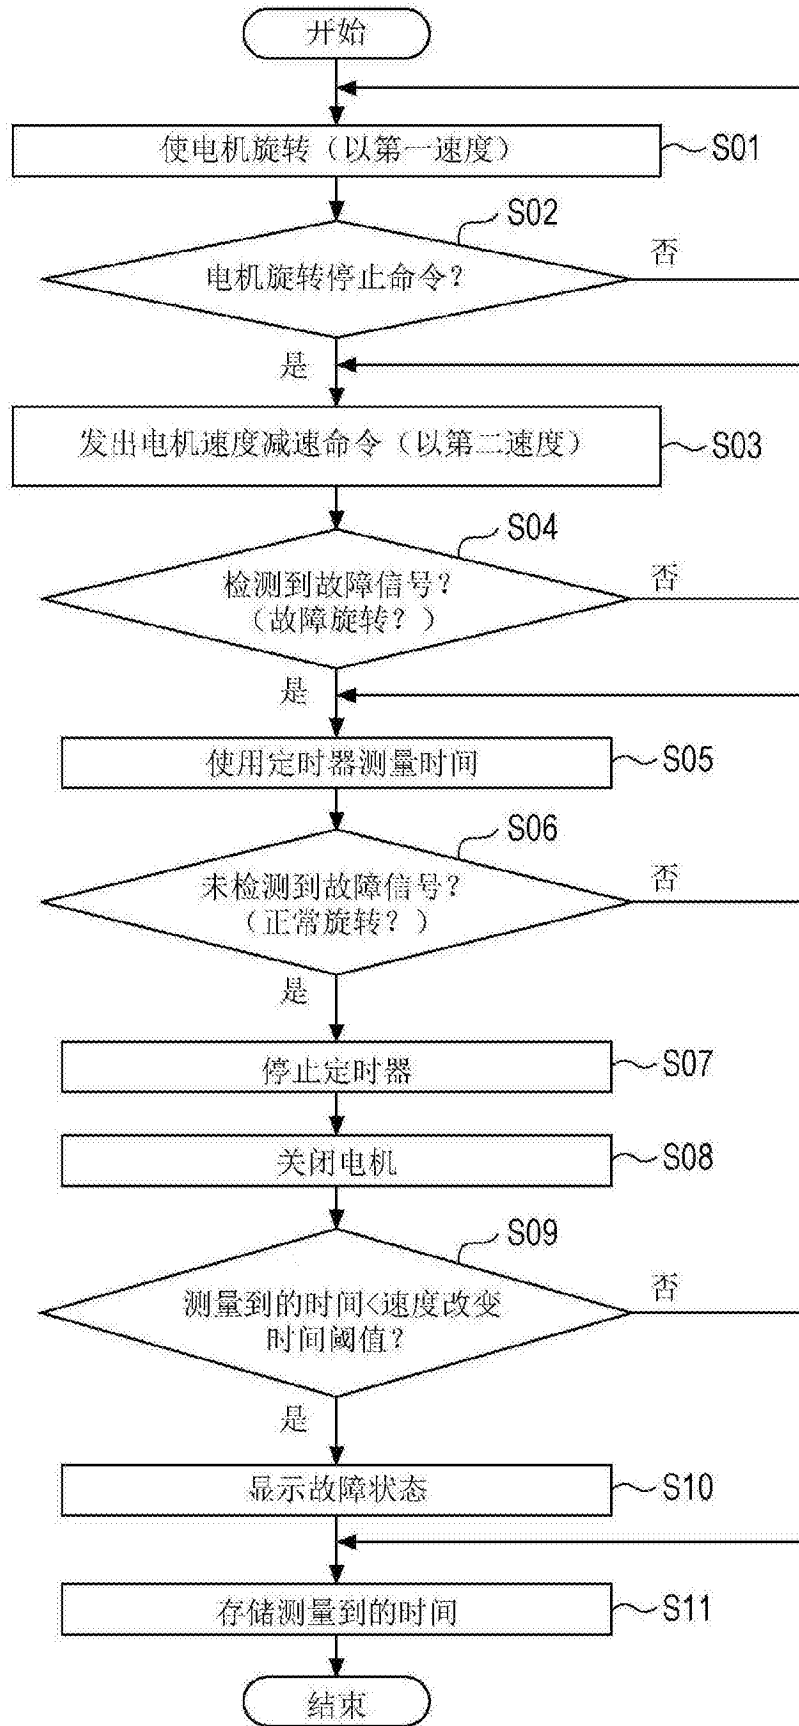 开始
使电机旋转（以第一速度）
S01
S02
电机旋转停止命令？
否
是
发出电机速度减速命令（以第二速度）
S03
S04
检测到故障信号？
（故障旋转？）
否
是
使用定时器测量时间
S05
S06
未检测到故障信号？
（正常旋转？）
否
是
停止定时器
S07
关闭电机
S08
S09
测量到的时间<速度改变
时间阈值？
否
是
显示故障状态
S10
存储测量到的时间
S11
结束